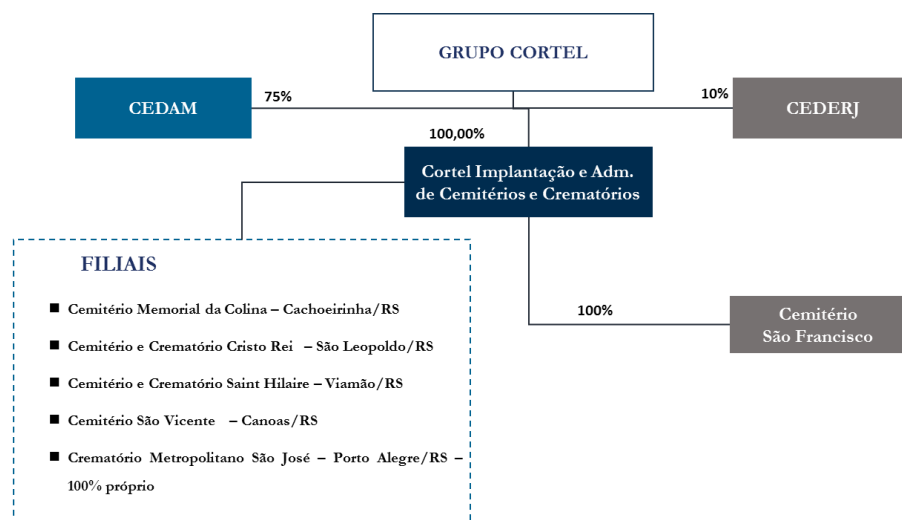 GRUPO CORTEL
CEDAM
75%
10%
CEDERJ
100,00%
Cortel Implantação e Adm.
de Cemitérios e Crematórios
FILIAIS
■ Cemitério Memorial da Colina – Cachoeirinha/RS
■ Cemitério e Crematório Cristo Rei – São Leopoldo/RS
■ Cemitério e Crematório Saint Hilaire – Viamão/RS
■ Cemitério São Vicente – Canoas/RS
■ Crematório Metropolitano São José – Porto Alegre/RS –
100% próprio
100%
Cemitério
São Francisco